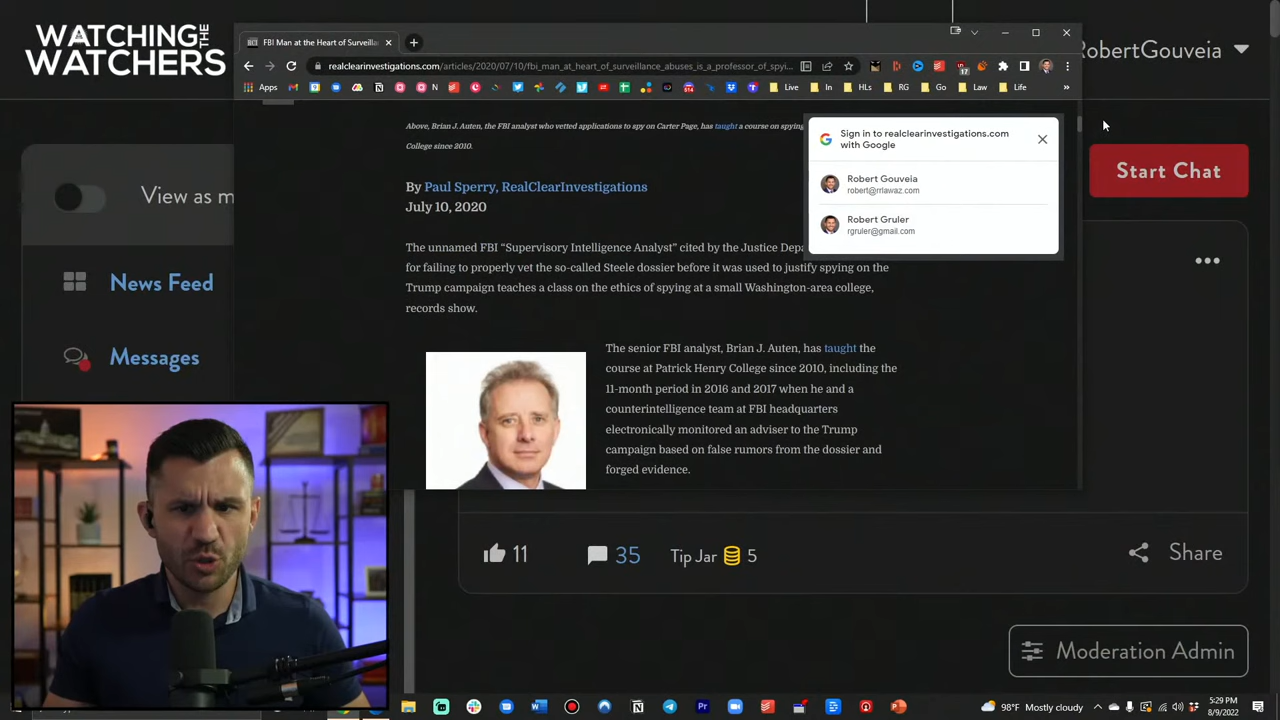 WATCHING THE
WATCHERS
FBI Man at the Heart of Surveilla
RobertGouveia
realclearinvestigations.com/articles/2020/07/10/fbi_man_at_heart_of_surveillance_abuses_is_a_professor_of_spyi...
17
Apps
N
Live
In
HLs
RG
Go
Law
Life
»
Above, Brian J. Auten, the FBI analyst who vetted applications to spy on Carter Page, has taught a course on spying
College since 2010.
Sign in to realclearinvestigations.com
with Google
Robert Gouveia
robert@rrlawaz.com
Robert Gruler
rgruler@gmail.com
Start Chat
View as m
By Paul Sperry, RealClearInvestigations
July 10, 2020
The unnamed FBI “Supervisory Intelligence Analyst” cited by the Justice Depa
for failing to properly vet the so-called Steele dossier before it was used to justify spying on the
Trump campaign teaches a class on the ethics of spying at a small Washington-area college,
records show.
News Feed
Messages
The senior FBI analyst, Brian J. Auten, has taught the
course at Patrick Henry College since 2010, including the
11-month period in 2016 and 2017 when he and a
counterintelligence team at FBI headquarters
electronically monitored an adviser to the Trump
campaign based on false rumors from the dossier and
forged evidence.
11
35
Tip Jar 5
Share
Moderation Admin
98°F Mostly cloudy
5:29 PM
8/9/2022